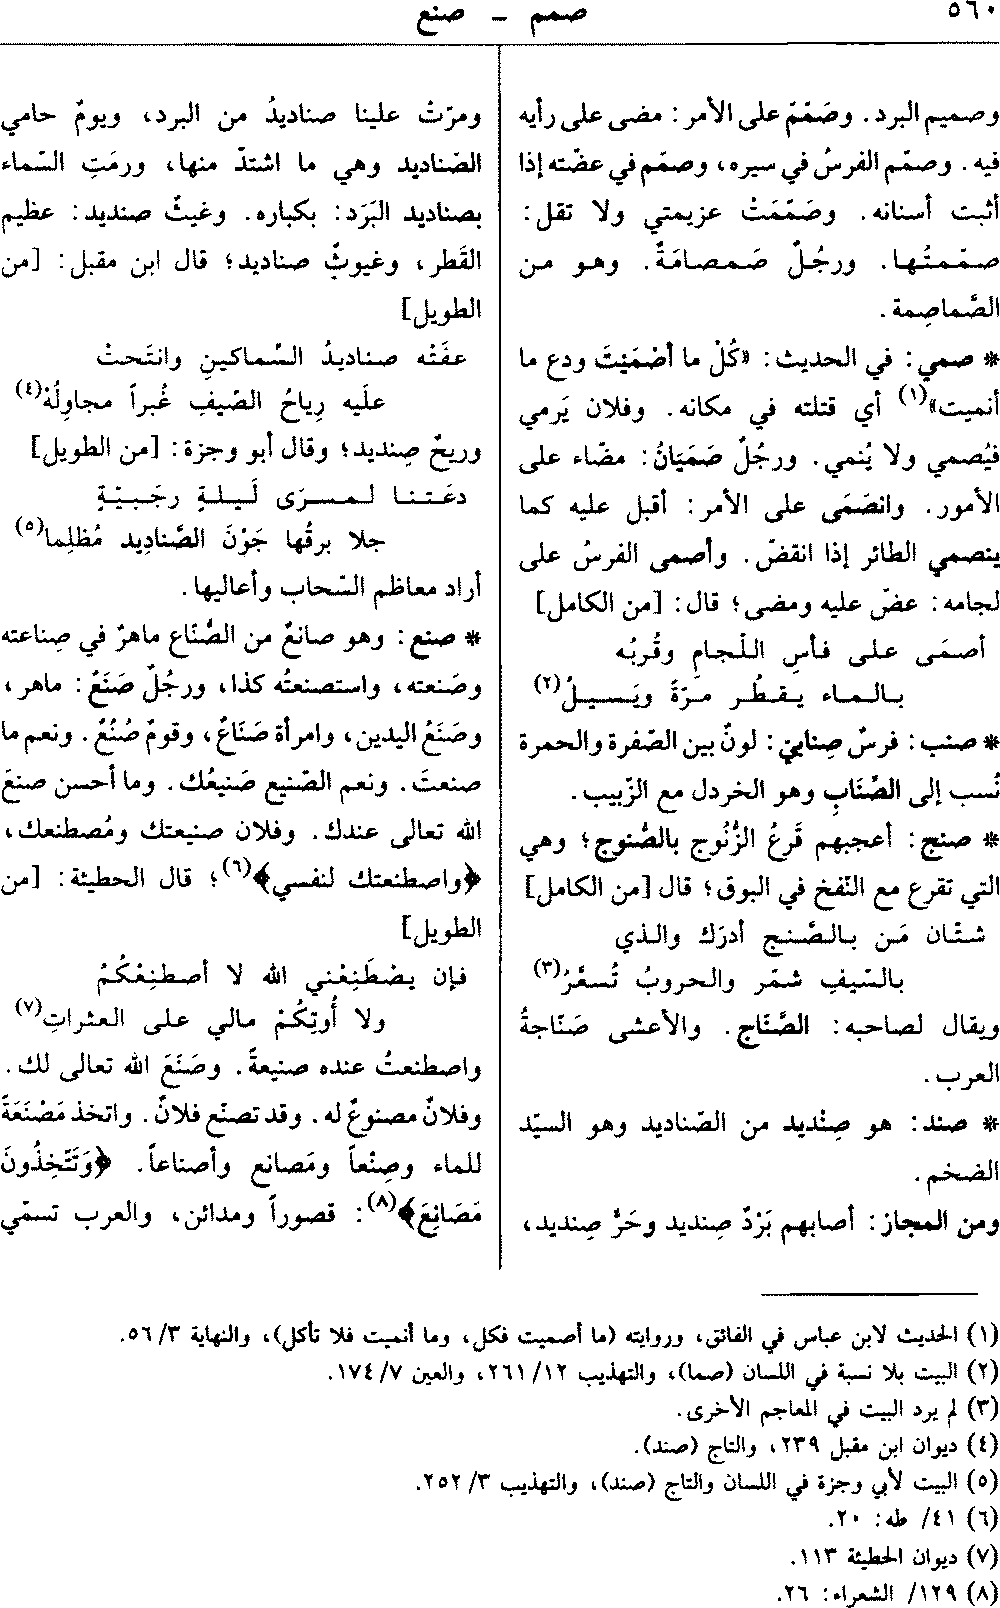 ٥٦٠
صمم ــ صنع
وصميم البرد. وصَمَّمَ على الأمر: مضى على رأيه
فيه. وصمّم الفرسُ في سيره، وصمّم في عضّته إذا
أثبت أسنانه. وصَمَّمَتْ عزيمتي ولا تقل:
صمّمتُها. ورجُلٌ صَمصامَةٌ. وهو من
الصَّماصِمة.
* صمي: في الحديث: «كُلْ ما أصْمَيْتَ ودع ما
أنميت»(١) أي قتلته في مكانه. وفلان يَرمي
فيُصمي ولا يُنمي. ورجُلٌ صَمَيَانُ: مضّاء على
الأمور. وانصَمَى على الأمر: أقبل عليه كما
ينصمي الطائر إذا انقضّ. وأصمى الفرسُ على
لجامه: عضّ عليه ومضى؛ قال: [من الكامل]
أصمَى على فأسِ اللّجامِ وقُربُه
بالماء يقطُر مرّةً ويَسيلُ(٢)
* صنب: فرسٌ صِنابيّ: لونٌ بين الصّفرة والحمرة
نُسب إلى الصِّنَابِ وهو الخردل مع الزّبيب.
* صنج: أعجبهم قَرعُ الزُّنُوج بالصُّنوج؛ وهي
التي تقرع مع النّفخ في البوق؛ قال [من الكامل]
شتّان مَن بالصَّنج أدرَك والذي
بالسّيفِ شمّر والحروبُ تُسعَّرُ(٣)
ويقال لصاحبه: الصَّنَّاج. والأعشى صَنّاجةُ
العرب.
* صند: هو صِنْديد من الصّناديد وهو السيّد
الضخم.
ومن المجاز: أصابهم بَرْدٌ صِنديد وحَرٌّ صِنديد،
ومرّتْ علينا صناديدُ من البرد، ويومٌ حامي
الصّناديد وهي ما اشتدّ منها، ورمَتِ السّماء
بصناديد البَرَد: بكباره. وغيثٌ صنديد: عظيم
القَطر، وغيوثٌ صناديد؛ قال ابن مقبل: [من
الطويل]
عفَتْه صناديدُ السِّماكينِ وانتَحتْ
علَيه رِياحُ الصّيفِ غُبراً مجاوِلُهْ(٤)
وريحٌ صِنديد؛ وقال أبو وجزة: [من الطويل]
دعَتنا لمسرَى لَيلةٍ رجَبيّةٍ
جلا برقُها جَوْنَ الصَّنادِيد مُظلِما(٥)
أراد معاظم السّحاب وأعاليها.
* صنع: وهو صانعٌ من الصُّنّاع ماهرٌ في صِناعته
وصَنعته، واستصنعتُه كذا، ورجُلٌ صَنَعٌ: ماهر،
وصَنَعُ اليدين، وامرأة صَنَاعٌ، وقومٌ صُنُعٌ. ونعم ما
صنعتَ. ونعم الصّنيع صَنيعُك. وما أحسن صنعَ
الله تعالى عندك. وفلان صنيعتك ومُصطنعك،
﴿واصطنعتك لنفسي﴾(٦)؛ قال الحطيئة: [من
الطويل]
فإن يصْطَنِعْني الله لا أصطنِعْكُمْ
ولا أُوتِكُمْ مالي على العثراتِ(٧)
واصطنعتُ عنده صنيعةً. وصَنَعَ الله تعالى لك.
وفلانٌ مصنوعٌ له. وقد تصنّع فلانٌ. واتخذ مَصْنَعَةً
للماء وصِنْعاً ومَصانع وأصناعاً. ﴿وَتَتَّخِذُونَ
مَصَانِعَ﴾(٨): قصوراً ومدائن، والعرب تسمّي
(١) الحديث لابن عباس في الفائق، وروايته (ما أصميت فكل، وما أنميت فلا تأكل)، والنهاية ٣/ ٥٦.
(٢) البيت بلا نسبة في اللسان (صما)، والتهذيب ١٢/ ٢٦١، والعين ٧/ ١٧٤.
(٣) لم يرد البيت في المعاجم الأخرى.
(٤) ديوان ابن مقبل ٢٣٩، والتاج (صند).
(٥) البيت لأبي وجزة في اللسان والتاج (صند)، والتهذيب ٣/ ٢٥٢.
(٦) ٤١/ طه: ٢٠.
(٧) ديوان الحطيئة ١١٣.
(٨) ١٢٩/ الشعراء: ٢٦.